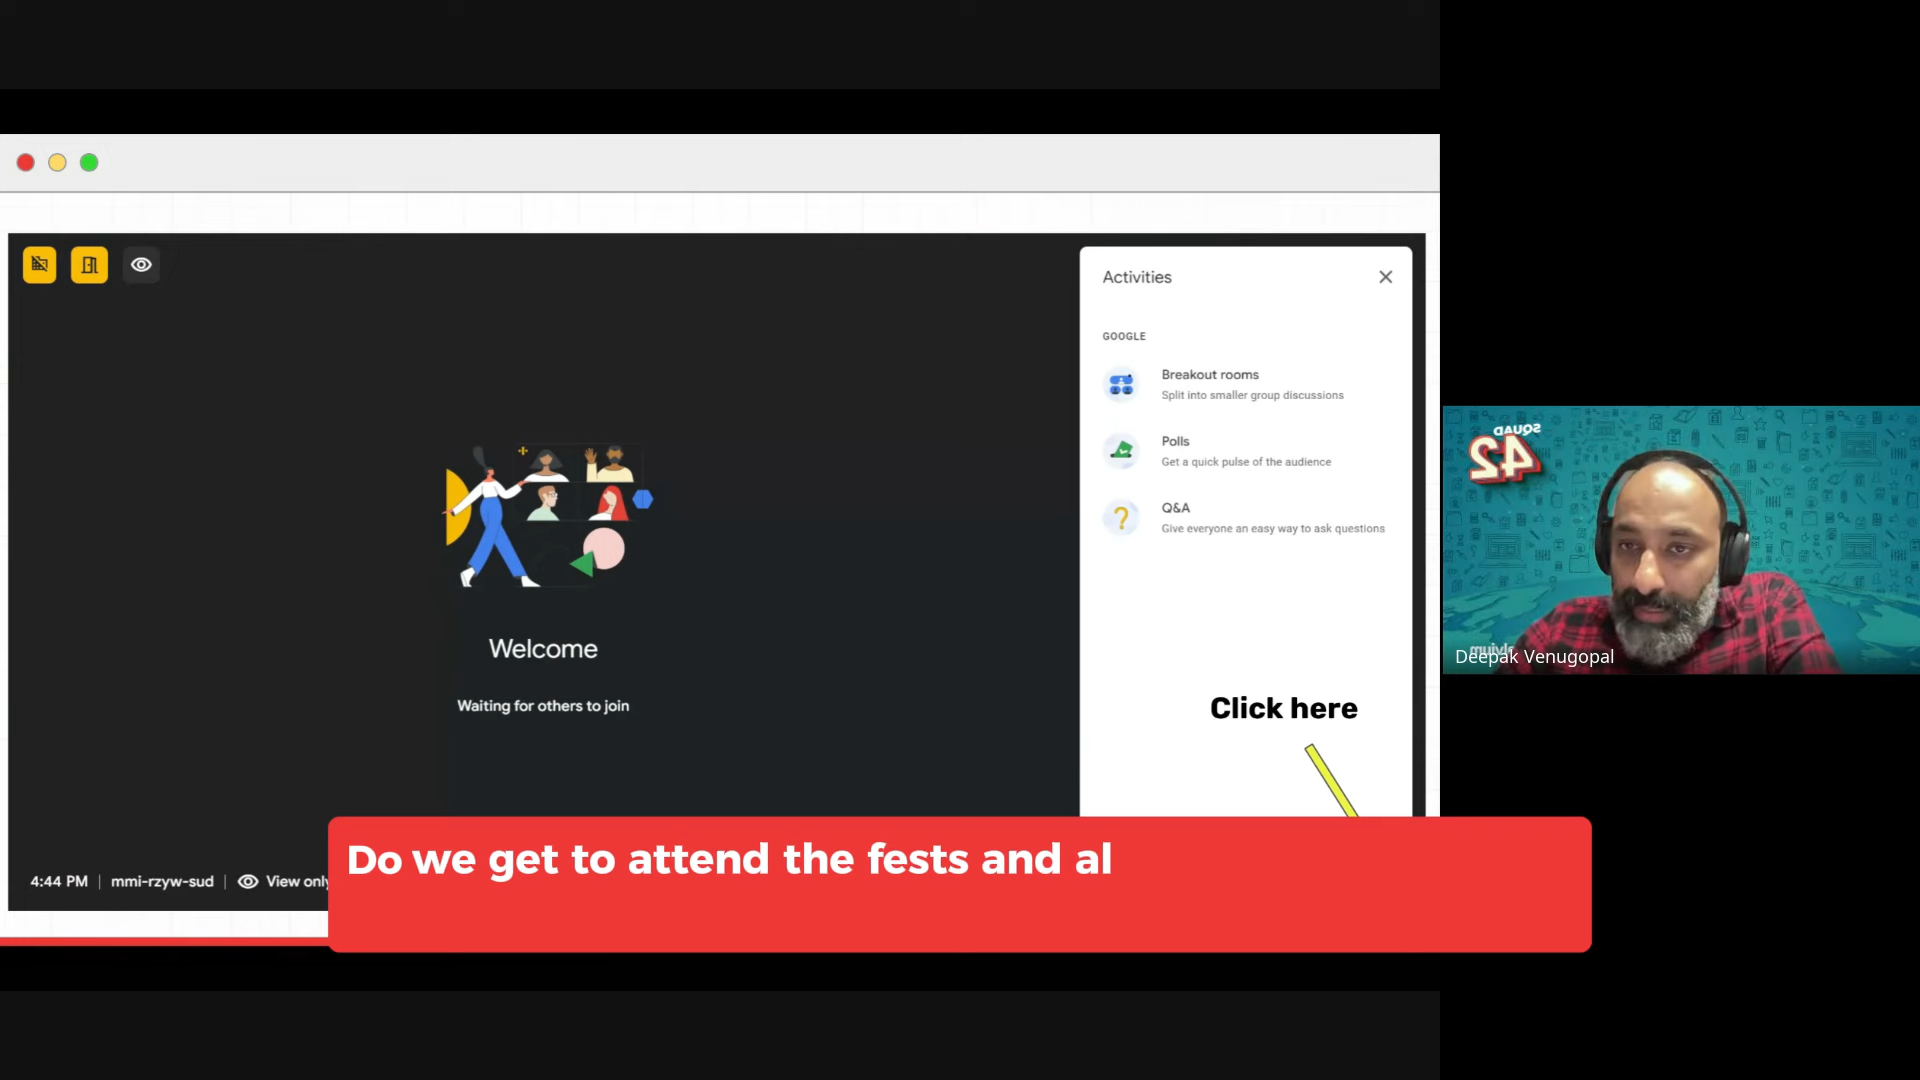 Activities
GOOGLE
Breakout rooms
Split into smaller group discussions
Polls
Get a quick pulse of the audience
Q&A
Give everyone an easy way to ask questions
Welcome
Waiting for others to join
Click here
4:44 PM | mmi-rzyw-sud | View only
Do we get to attend the fests and al
SQUAD
42
Deepak Venugopal